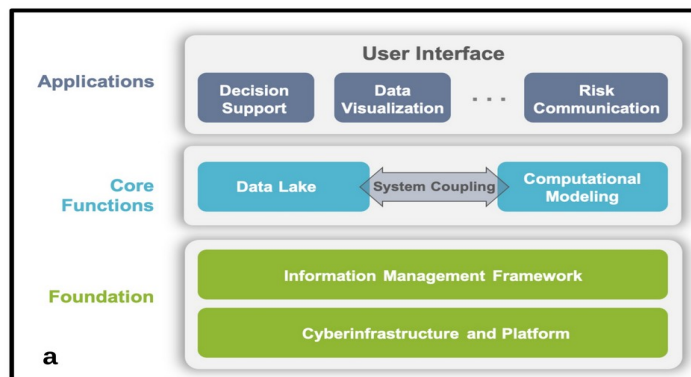 User Interface
Applications
Decision
Support
Data
Visualization
. . .
Risk
Communication
Core
Functions
Data Lake
System Coupling
Computational
Modeling
Foundation
Information Management Framework
Cyberinfrastructure and Platform
a